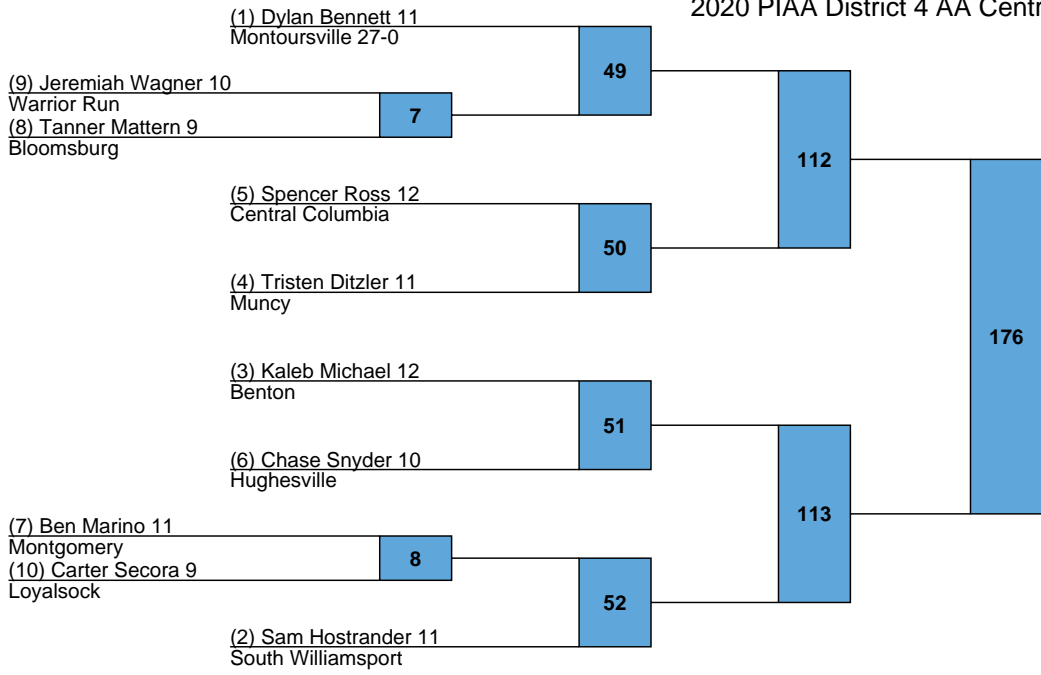 2020 PIAA District 4 AA Centr
(1) Dylan Bennett 11
Montoursville 27-0
49
(9) Jeremiah Wagner 10
Warrior Run
7
(8) Tanner Mattern 9
Bloomsburg
112
(5) Spencer Ross 12
Central Columbia
50
(4) Tristen Ditzler 11
Muncy
176
(3) Kaleb Michael 12
Benton
51
(6) Chase Snyder 10
Hughesville
113
(7) Ben Marino 11
Montgomery
8
(10) Carter Secora 9
Loyalsock
52
(2) Sam Hostrander 11
South Williamsport